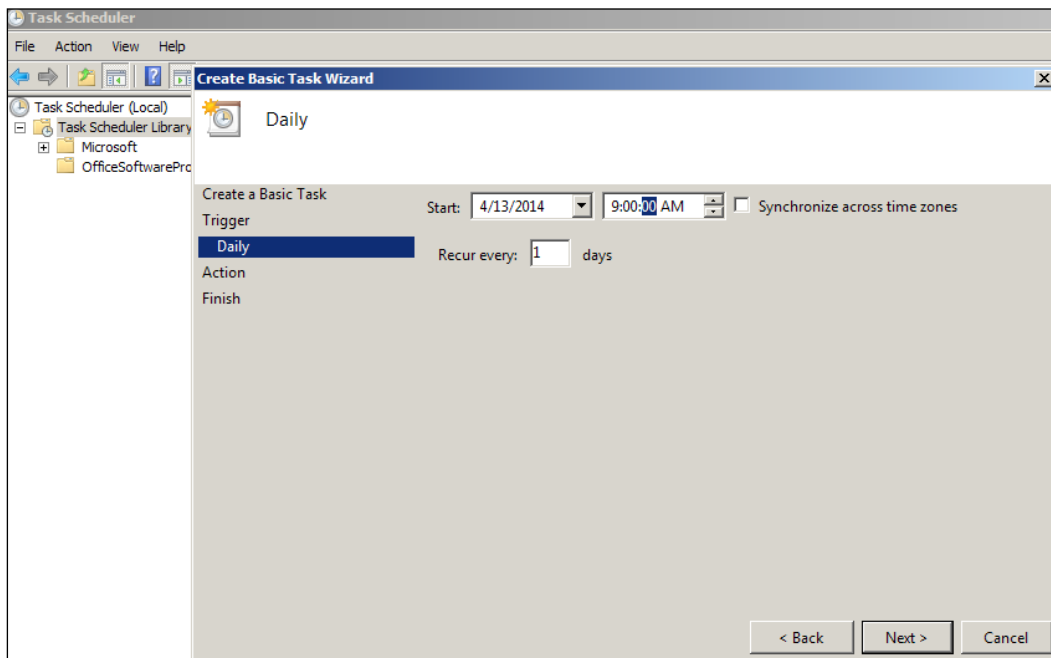 Task Scheduler
File Action View Help
Create Basic Task Wizard
Task Scheduler (Local)
Task Scheduler Library
Microsoft
OfficeSoftwarePro
Daily
Create a Basic Task
Trigger
Daily
Action
Finish
Start: 4/13/2014 9:00:00 AM Synchronize across time zones
Recur every: 1 days
< Back Next > Cancel